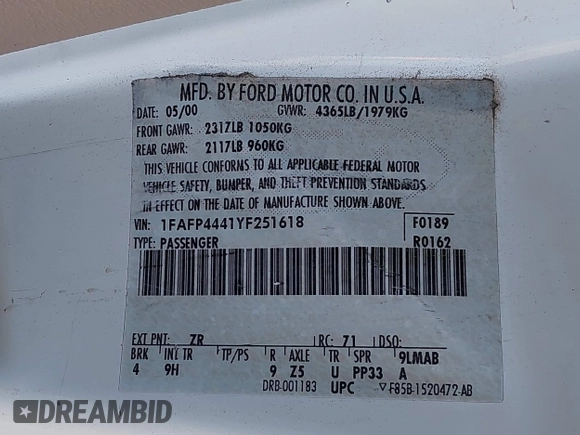 MFD. BY FORD MOTOR CO. IN U.S.A.
DATE: 05/00 GVWR: 4365LB/1979KG
FRONT GAWR: 2317LB 1050KG
REAR GAWR: 2117LB 960KG
THIS VEHICLE CONFORMS TO ALL APPLICABLE FEDERAL MOTOR
VEHICLE SAFETY, BUMPER, AND THEFT PREVENTION STANDARDS
IN EFFECT ON THE DATE OF MANUFACTURE SHOWN ABOVE.
VIN: 1FAFP4441YF251618 F0189
TYPE: PASSENGER R0162
EXT PNT: ZR RC: 71 DSO:
BRK INT TR TP/PS R AXLE TR SPR 9LMAB
4 9H 9 Z5 U PP33 A
DRB-001183 UPC ▽F85B-1520472-AB
DREAMBID